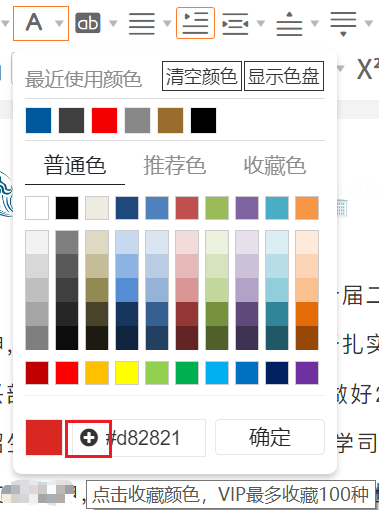 A ab
X²
最近使用颜色 清空颜色 显示色盘
普通色 推荐色 收藏色
届二
扎实
做好2
学司
#d82821 确定
点击收藏颜色，VIP最多收藏100种